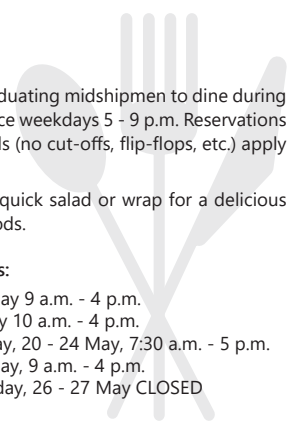 duating midshipmen to dine during
ce weekdays 5 - 9 p.m. Reservations
ls (no cut-offs, flip-flops, etc.) apply
quick salad or wrap for a delicious
ods.
s:
ay 9 a.m. - 4 p.m.
y 10 a.m. - 4 p.m.
ay, 20 - 24 May, 7:30 a.m. - 5 p.m.
ay, 9 a.m. - 4 p.m.
day, 26 - 27 May CLOSED